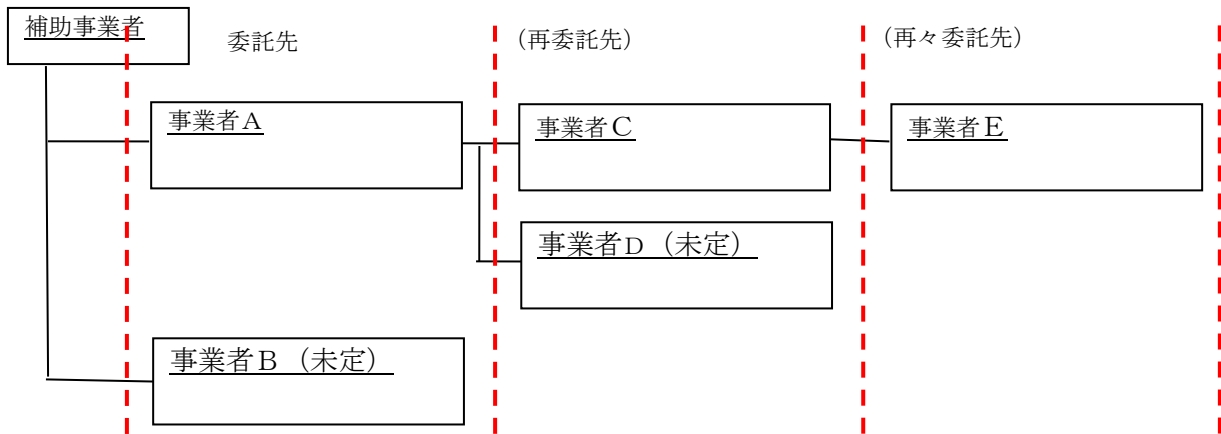 補助事業者
委託先
（再委託先）
（再々委託先）
事業者A
事業者C
事業者E
事業者D（未定）
事業者B（未定）